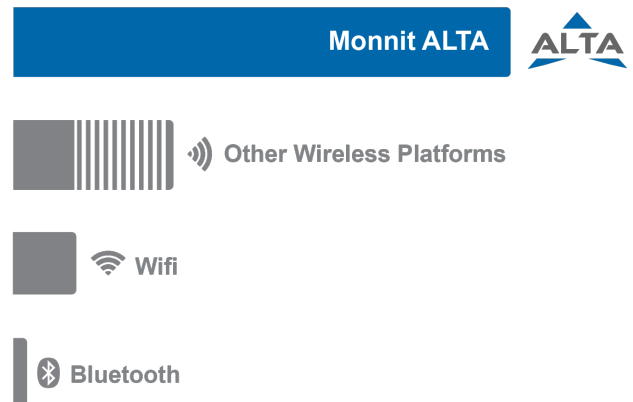 Monnit ALTA
ALTA
Other Wireless Platforms
Wifi
Bluetooth